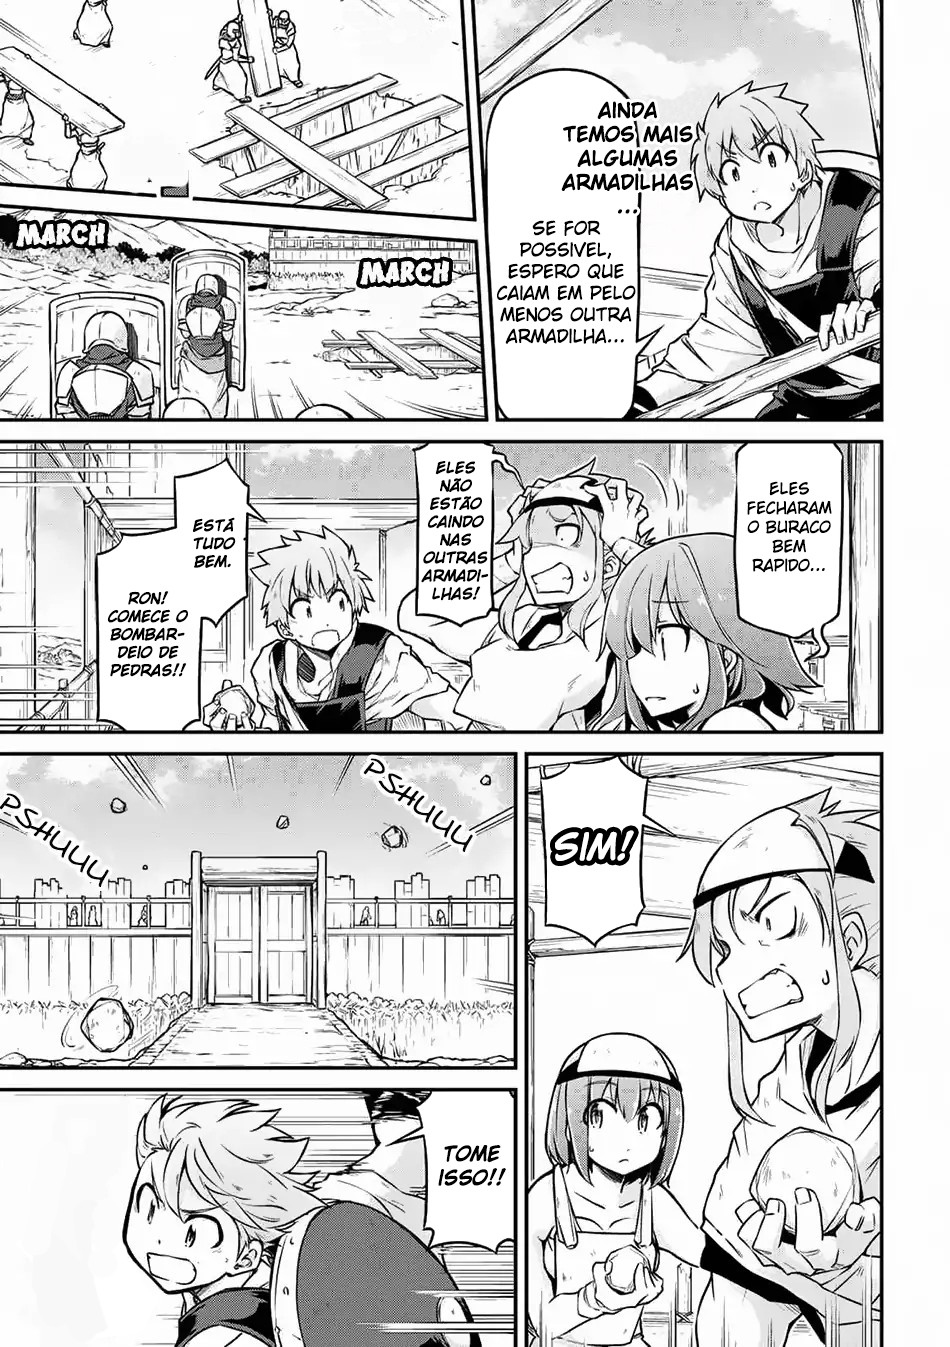 AINDA
TEMOS MAIS
ALGUMAS
ARMADILHAS
...
SE FOR
POSSIVEL,
ESPERO QUE
CAIAM EM PELO
MENOS OUTRA
ARMADILHA...
MARCH
MARCH
ELES
FECHARAM
O BURACO
BEM
RAPIDO...
ELES
NÃO
ESTÃO
CAINDO
NAS
OUTRAS
ARMADI-
LHAS!
ESTÁ
TUDO
BEM.
RON!
COMECE O
BOMBAR-
DEIO DE
PEDRAS!!
SIM!
PSHUUU
PSHUUU
TOME
ISSO!!